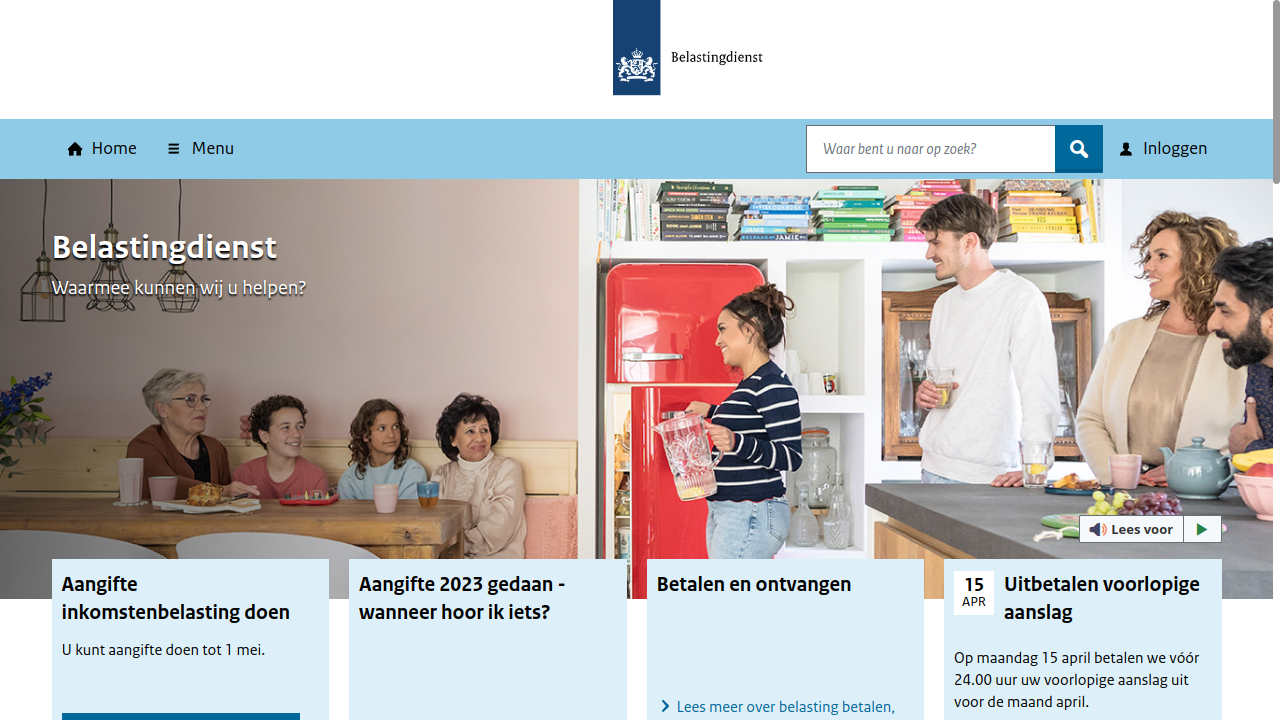 Belastingdienst
Home
Menu
Waar bent u naar op zoek?
Inloggen
Belastingdienst
Waarmee kunnen wij u helpen?
Lees voor
Aangifte
inkomstenbelasting doen
U kunt aangifte doen tot 1 mei.
Aangifte 2023 gedaan -
wanneer hoor ik iets?
Betalen en ontvangen
Lees meer over belasting betalen,
15
APR
Uitbetalen voorlopige
aanslag
Op maandag 15 april betalen we vóór
24.00 uur uw voorlopige aanslag uit
voor de maand april.